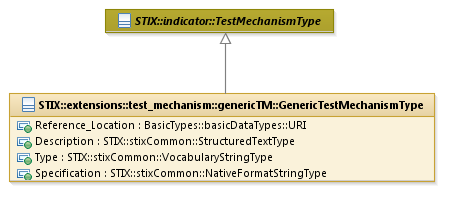 STIX::indicator::TestMechanismType
STIX::extensions::test_mechanism::genericTM::GenericTestMechanismType
Reference_Location : BasicTypes::basicDataTypes::URI
Description : STIX::stixCommon::StructuredTextType
Type : STIX::stixCommon::VocabularyStringType
Specification : STIX::stixCommon::NativeFormatStringType